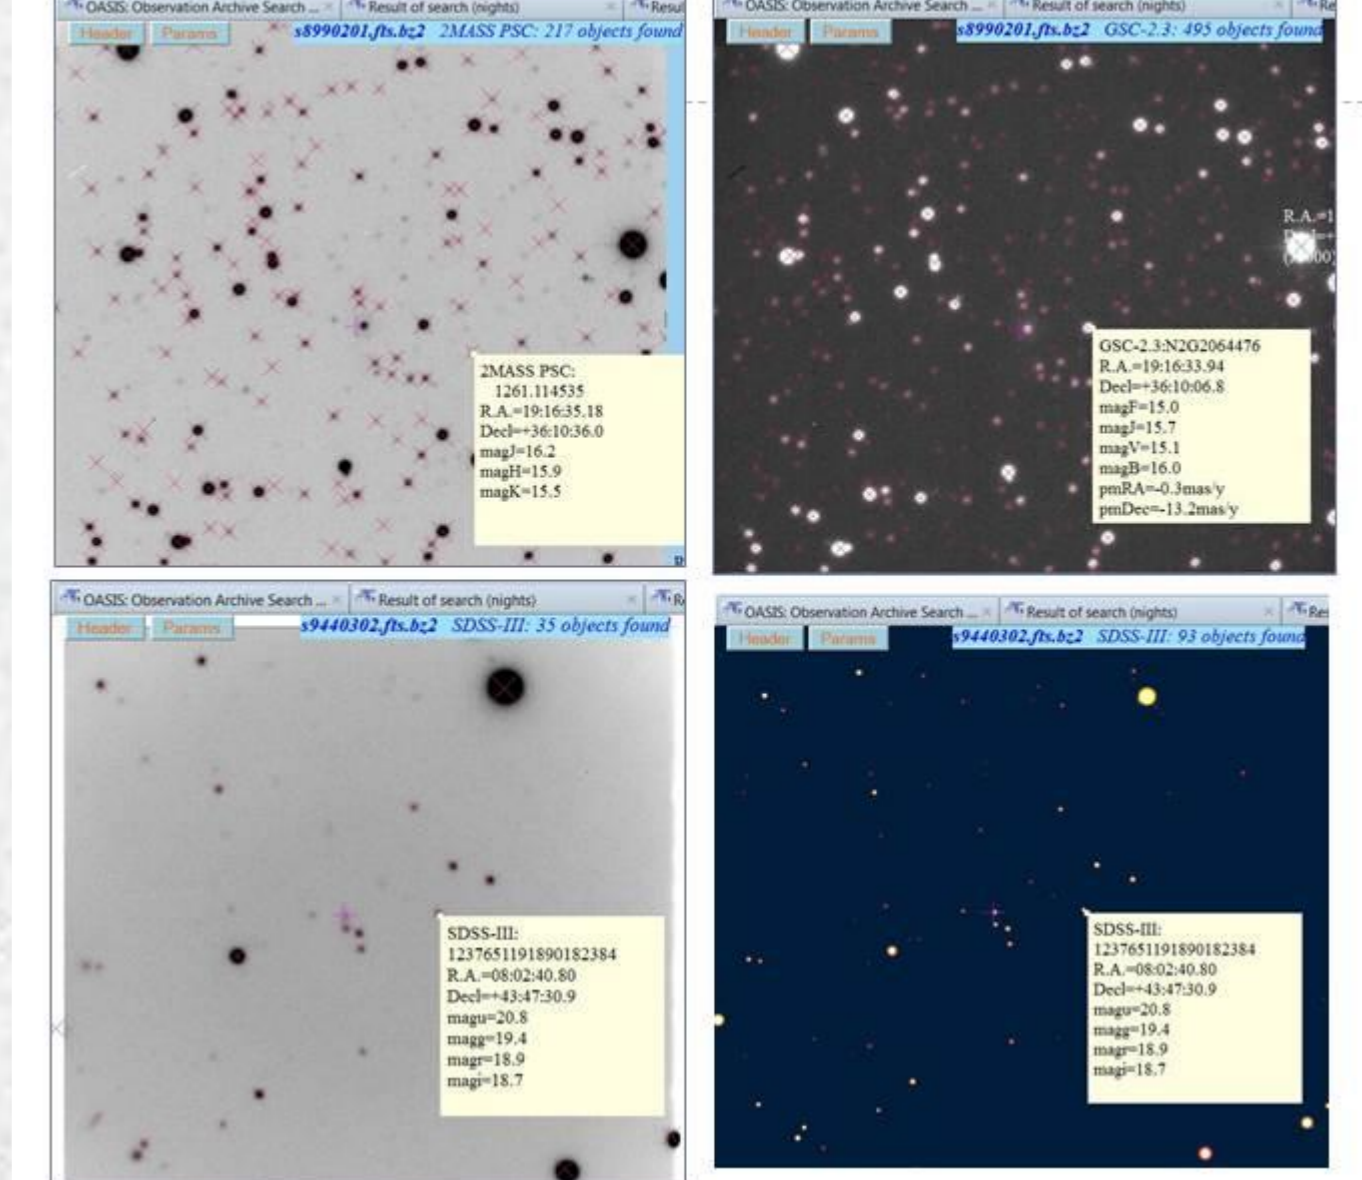 OASIS: Observation Archive Search ...
Result of search (nights)
Header
Params
s8990201.fts.bz2 2MASS PSC: 217 objects found
2MASS PSC:
1261.114535
R.A.=19:16:35.18
Decl=+36:10:36.0
magJ=16.2
magH=15.9
magK=15.5
OASIS: Observation Archive Search ...
Result of search (nights)
Header
Params
s8990201.fts.bz2 GSC-2.3: 495 objects found
R.A.=1
GSC-2.3:N2G2064476
R.A.=19:16:33.94
Decl=+36:10:06.8
magF=15.0
magJ=15.7
magV=15.1
magB=16.0
pmRA=-0.3mas/y
pmDec=-13.2mas/y
OASIS: Observation Archive Search ...
Result of search (nights)
Header
Params
s9440302.fts.bz2 SDSS-III: 35 objects found
SDSS-III:
1237651191890182384
R.A.=08:02:40.80
Decl=+43:47:30.9
magu=20.8
magg=19.4
magr=18.9
magi=18.7
OASIS: Observation Archive Search ...
Result of search (nights)
Header
Params
s9440302.fts.bz2 SDSS-III: 93 objects found
SDSS-III:
1237651191890182384
R.A.=08:02:40.80
Decl=+43:47:30.9
magu=20.8
magg=19.4
magr=18.9
magi=18.7